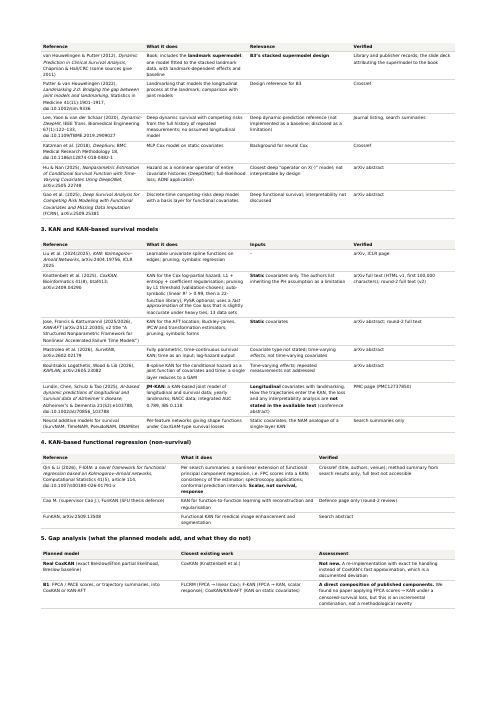 Reference What it does Relevance Verified
van Houwelingen & Putter (2012), Dynamic Book; includes the landmark supermodel: B3's stacked supermodel design Library and publisher records; the slide deck
Prediction in Clinical Survival Analysis, one model fitted to the stacked landmark attributing the supermodel to the book
Chapman & Hall/CRC (some sources give data, with landmark-dependent effects and
2011) baseline
Putter & van Houwelingen (2022), Landmarking that models the longitudinal Design reference for B3 Crossref
Landmarking 2.0: Bridging the gap between process at the landmark; comparison with
joint models and landmarking, Statistics in joint models
Medicine 41(11):1901–1917,
doi:10.1002/sim.9336
Lee, Yoon & van der Schaar (2020), Dynamic- Deep dynamic survival with competing risks Deep dynamic-prediction reference (not Journal listing, search summaries
DeepHit, IEEE Trans. Biomedical Engineering from the full history of repeated implemented as a baseline; disclosed as a
67(1):122–133, measurements; no assumed longitudinal limitation)
doi:10.1109/TBME.2019.2909027 model
Katzman et al. (2018), DeepSurv, BMC MLP Cox model on static covariates Background for neural Cox Crossref
Medical Research Methodology 18,
doi:10.1186/s12874-018-0482-1
Hu & Nan (2025), Nonparametric Estimation Hazard as a nonlinear operator of entire Closest deep "operator on X(·)" model; not arXiv abstract
of Conditional Survival Function with Time- covariate histories (DeepONet); full-likelihood interpretable by design
Varying Covariates Using DeepONet, loss; ADNI application
arXiv:2505.22748
Gao et al. (2025), Deep Survival Analysis for Discrete-time competing-risks deep model Deep functional survival; interpretability not arXiv abstract
Competing Risk Modeling with Functional with a basis layer for functional covariates discussed
Covariates and Missing Data Imputation
(FCRN), arXiv:2509.25381
3. KAN and KAN-based survival models
Reference What it does Inputs Verified
Liu et al. (2024/2025), KAN: Kolmogorov– Learnable univariate spline functions on – arXiv, ICLR page
Arnold Networks, arXiv:2404.19756, ICLR edges; pruning; symbolic regression
2025
Knottenbelt et al. (2025), CoxKAN, KAN for the Cox log-partial hazard; L1 + Static covariates only. The authors list arXiv full text (HTML v1, first 100,000
Bioinformatics 41(8), btaf413; entropy + coefficient regularisation; pruning inheriting the PH assumption as a limitation characters); round-2 full text (v2)
arXiv:2409.04290 by L1 threshold (validation-chosen); auto-
symbolic (linear R² > 0.99, then a 22-
function library), PySR optional; uses a fast
approximation of the Cox loss that is slightly
inaccurate under heavy ties; 13 data sets
Jose, Francis & Kattumannil (2025/2026), KAN for the AFT location; Buckley–James, Static covariates arXiv abstract; round-2 full text
KAN-AFT (arXiv:2512.20305; v2 title "A IPCW and transformation estimators;
Structured Nonparametric Framework for pruning; symbolic forms
Nonlinear Accelerated Failure Time Models")
Mastroleo et al. (2026), SurvKAN, Fully parametric, time-continuous survival Covariate type not stated; time-varying arXiv abstract
arXiv:2602.02179 KAN; time as an input; log-hazard output effects, not time-varying covariates
KAN for the conditional hazard as a Time-varying effects; repeated arXiv abstract
joint function of covariates and time; a single measurements not addressed
layer reduces to a GAM
Alzheimer's & Dementia 21(S2):e103788, JM-KAN: a KAN-based joint model of Longitudinal covariates with landmarking. PMC page
longitudinal and survival data; yearly How the trajectories enter the KAN, the loss
landmarks; NACC data; integrated AUC and any interpretability analysis are not
0.789, IBS 0.118 stated in the available text (conference
abstract)
Neural additive models for survival Per-feature networks giving shape functions Static covariates; the NAM analogue of a Search summaries only
(SurvNAM, TimeNAM, PseudoNAM, DNAMite) under CoxGAM-type survival losses single-layer KAN
4. KAN-based functional regression (non-survival)
Reference What it does Verified
Qin & Li (2026), F-KAN: a novel framework for functional Per search summaries: a nonlinear extension of functional Crossref (title, authors, venue); method summary from
regression based on Kolmogorov–Arnold networks, principal component regression, i.e. FPC scores into a KAN; search results only, full text not accessible
Computational Statistics 41(5), article 114, consistency of the estimator; spectroscopy applications;
doi:10.1007/s00180-026-01791-x conformal prediction intervals. Scalar, not survival,
response
Cao M. (supervisor Cao J.), FunKAN (SFU thesis defence) KAN for function-to-function learning with reconstruction and Defence page only (round-2 review)
regularisation
FunKAN, arXiv:2509.13508 Functional KAN for medical image enhancement and Search abstract
segmentation
5. Gap analysis (what the planned models add, and what they do not)
Planned model Closest existing work Assessment
Real CoxKAN (exact Breslow/Efron partial likelihood, CoxKAN (Knottenbelt et al.) Not new. A re-implementation with exact tie handling
Breslow baseline) instead of CoxKAN's fast approximation, which is a
documented deviation
B1: FPCA / PACE scores, or trajectory summaries, into FLCRM (FPCA → linear Cox); F-KAN (FPCA → KAN, scalar A direct composition of published components. We
CoxKAN or KAN-AFT response); CoxKAN/KAN-AFT (KAN on static covariates) found no paper applying FPCA scores → KAN under a
censored-survival loss, but this is an incremental
combination, not a methodological novelty